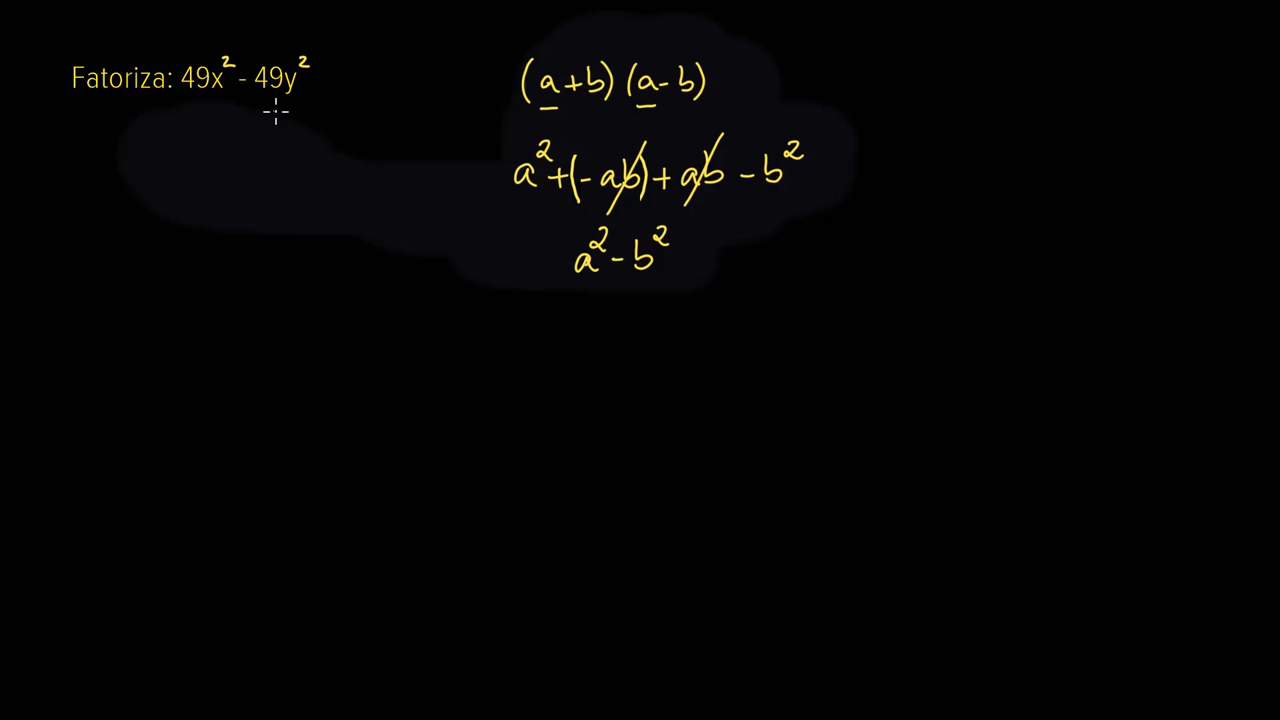 Fatoriza: 49x² - 49y²
(a+b) (a-b)
a² + (-ab) + ab - b²
a² - b²